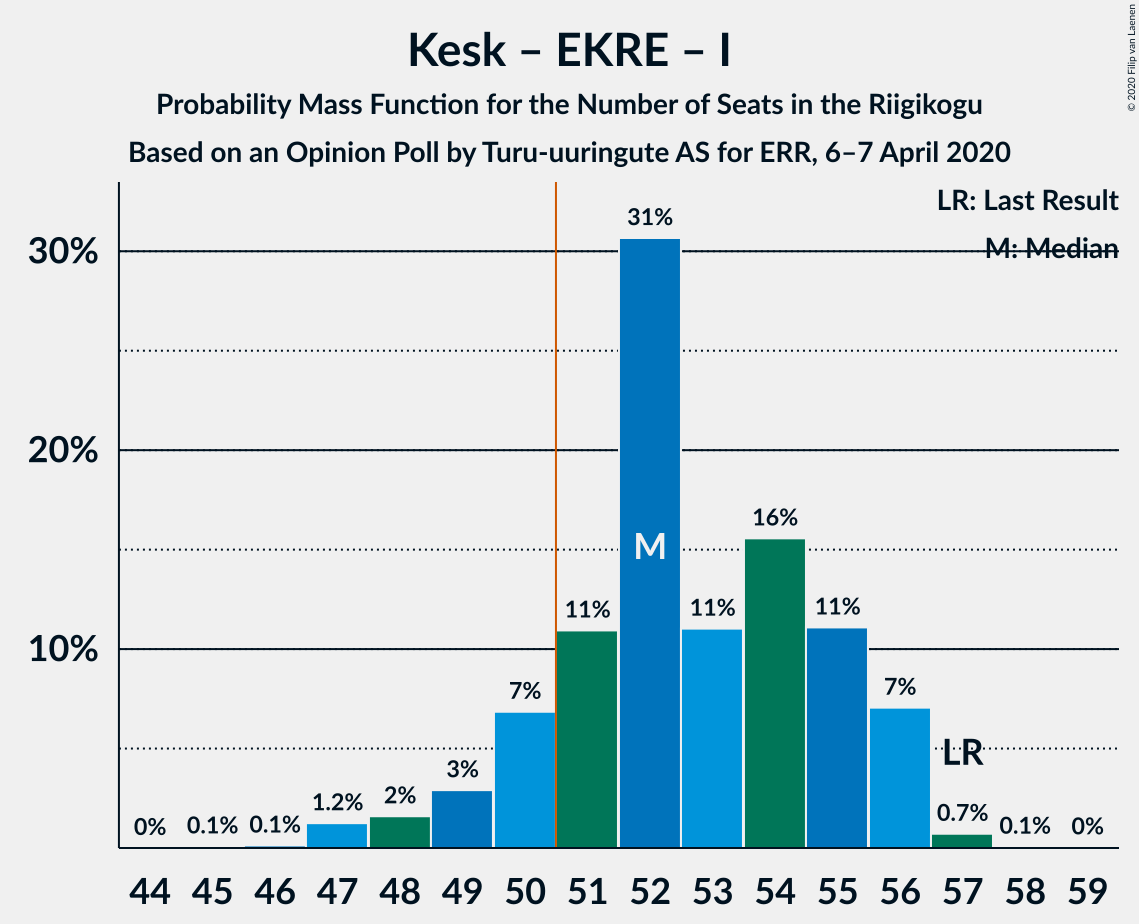 Kesk – EKRE – I
Probability Mass Function for the Number of Seats in the Riigikogu
Based on an Opinion Poll by Turu-uuringute AS for ERR, 6–7 April 2020
© 2020 Filip van Laenen
LR: Last Result
M: Median
30%
20%
10%
0%
0.1%
0.1%
1.2%
2%
3%
7%
11%
31%
M
11%
16%
11%
7%
LR
0.7%
0.1%
0%
44 45 46 47 48 49 50 51 52 53 54 55 56 57 58 59